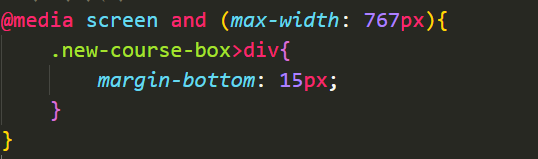 @media screen and (max-width: 767px){
.new-course-box>div{
margin-bottom: 15px;
}
}